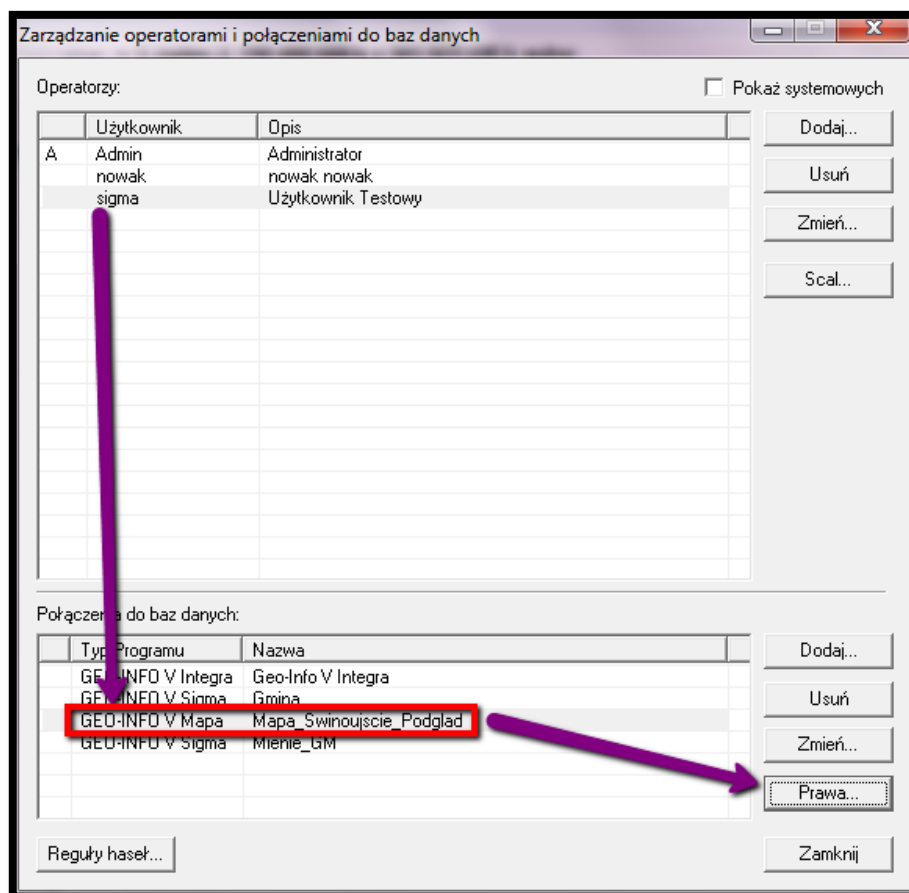 Zarządzanie operatorami i połączeniami do baz danych
Operatorzy:
Pokaż systemowych
Użytkownik Opis
A Admin Administrator
nowak nowak nowak
sigma Użytkownik Testowy
Dodaj...
Usuń
Zmień...
Scal...
Połączenia do baz danych:
Typ Programu Nazwa
GEO-INFO V Integra Geo-Info V Integra
GEO-INFO V Sigma Gmina
GEO-INFO V Mapa Mapa_Swinoujscie_Podglad
GEO-INFO V Sigma Mienie_GM
Dodaj...
Usuń
Zmień...
Prawa...
Reguły haseł...
Zamknij